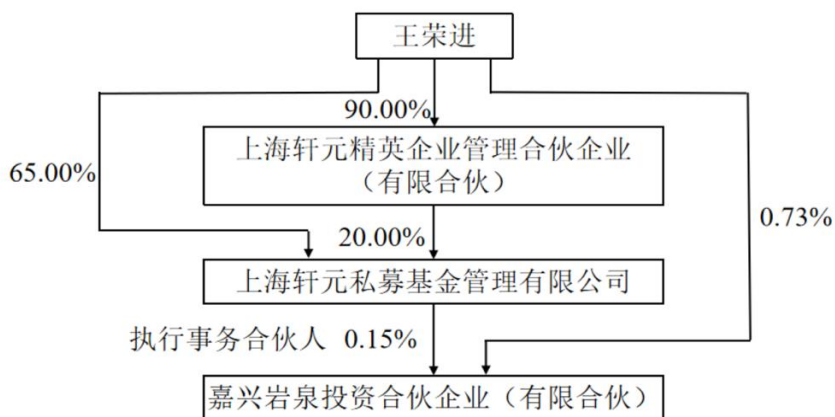 王荣进
90.00%
上海轩元精英企业管理合伙企业
（有限合伙）
65.00%
0.73%
20.00%
上海轩元私募基金管理有限公司
执行事务合伙人 0.15%
嘉兴岩泉投资合伙企业（有限合伙）